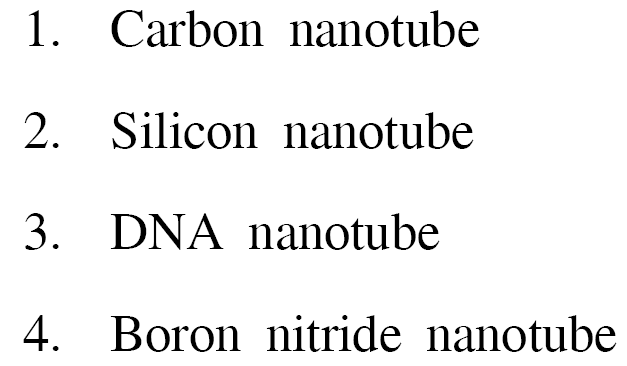 1. Carbon nanotube
2. Silicon nanotube
3. DNA nanotube
4. Boron nitride nanotube